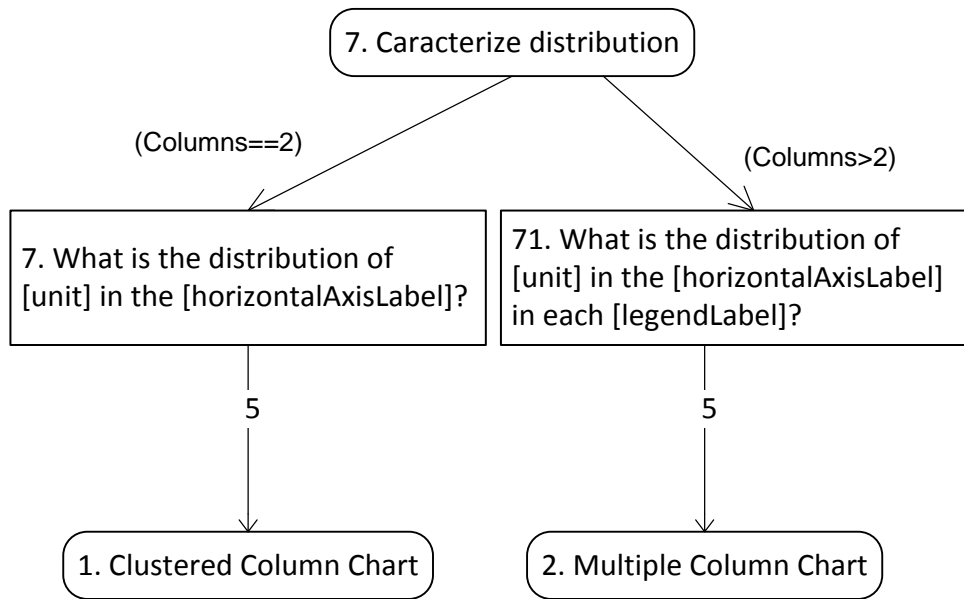 7. Caracterize distribution
(Columns==2)
(Columns>2)
7. What is the distribution of
[unit] in the [horizontalAxisLabel]?
71. What is the distribution of
[unit] in the [horizontalAxisLabel]
in each [legendLabel]?
5
5
1. Clustered Column Chart
2. Multiple Column Chart